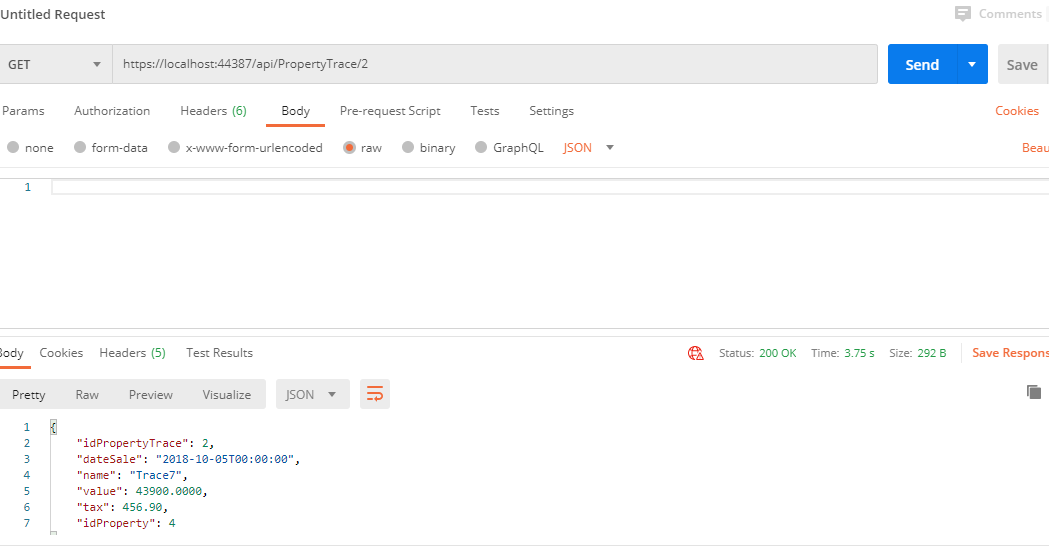 Untitled Request
Comments
GET
https://localhost:44387/api/PropertyTrace/2
Send
Save
Params Authorization Headers (6) Body Pre-request Script Tests Settings Cookies
none form-data x-www-form-urlencoded raw binary GraphQL JSON Beau
1
Body Cookies Headers (5) Test Results Status: 200 OK Time: 3.75 s Size: 292 B Save Respons
Pretty Raw Preview Visualize JSON
1 {
2 "idPropertyTrace": 2,
3 "dateSale": "2018-10-05T00:00:00",
4 "name": "Trace7",
5 "value": 43900.0000,
6 "tax": 456.90,
7 "idProperty": 4